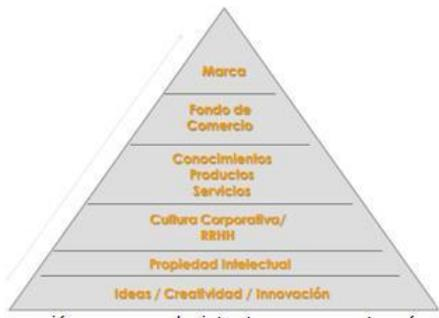 Marca
Fondo de
Comercio
Conocimientos
Productos
Servicios
Cultura Corporativa/
RRHH
Propiedad Intelectual
Ideas / Creatividad / Innovación